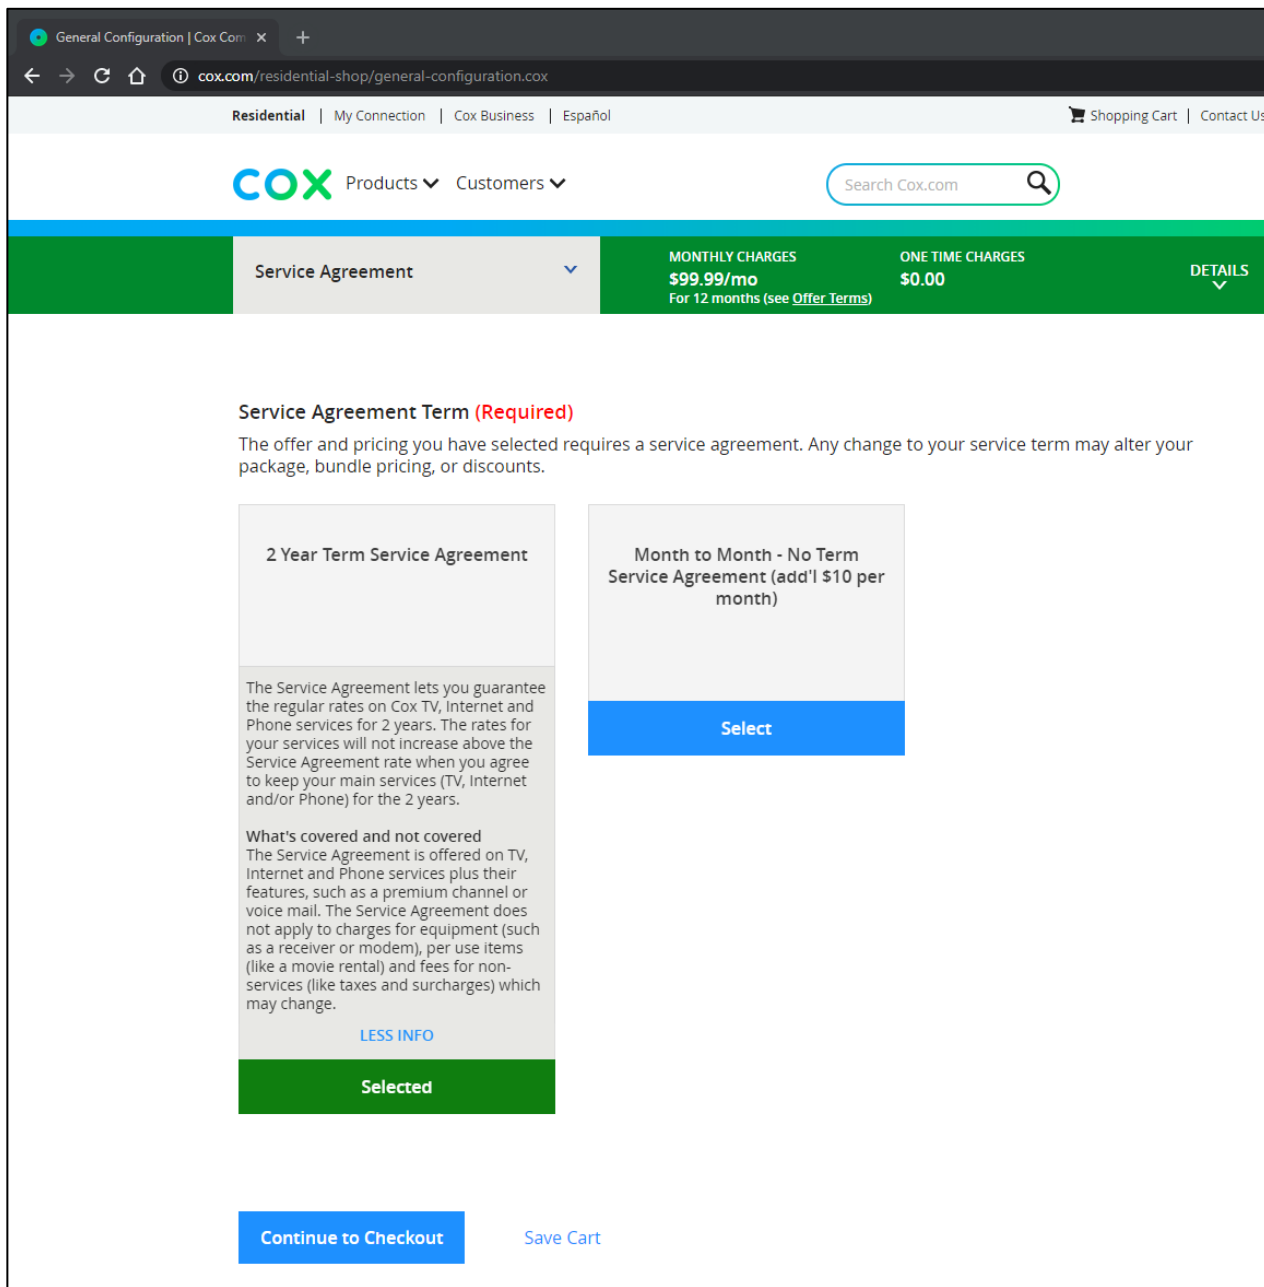 General Configuration | Cox Com
cox.com/residential-shop/general-configuration.cox
Residential | My Connection | Cox Business | Español
Shopping Cart | Contact Us
COX Products Customers
Search Cox.com
Service Agreement
MONTHLY CHARGES
$99.99/mo
For 12 months (see Offer Terms)
ONE TIME CHARGES
$0.00
DETAILS
Service Agreement Term (Required)
The offer and pricing you have selected requires a service agreement. Any change to your service term may alter your
package, bundle pricing, or discounts.
2 Year Term Service Agreement
The Service Agreement lets you guarantee
the regular rates on Cox TV, Internet and
Phone services for 2 years. The rates for
your services will not increase above the
Service Agreement rate when you agree
to keep your main services (TV, Internet
and/or Phone) for the 2 years.
What's covered and not covered
The Service Agreement is offered on TV,
Internet and Phone services plus their
features, such as a premium channel or
voice mail. The Service Agreement does
not apply to charges for equipment (such
as a receiver or modem), per use items
(like a movie rental) and fees for non-
services (like taxes and surcharges) which
may change.
LESS INFO
Selected
Month to Month - No Term
Service Agreement (add'l $10 per
month)
Select
Continue to Checkout
Save Cart